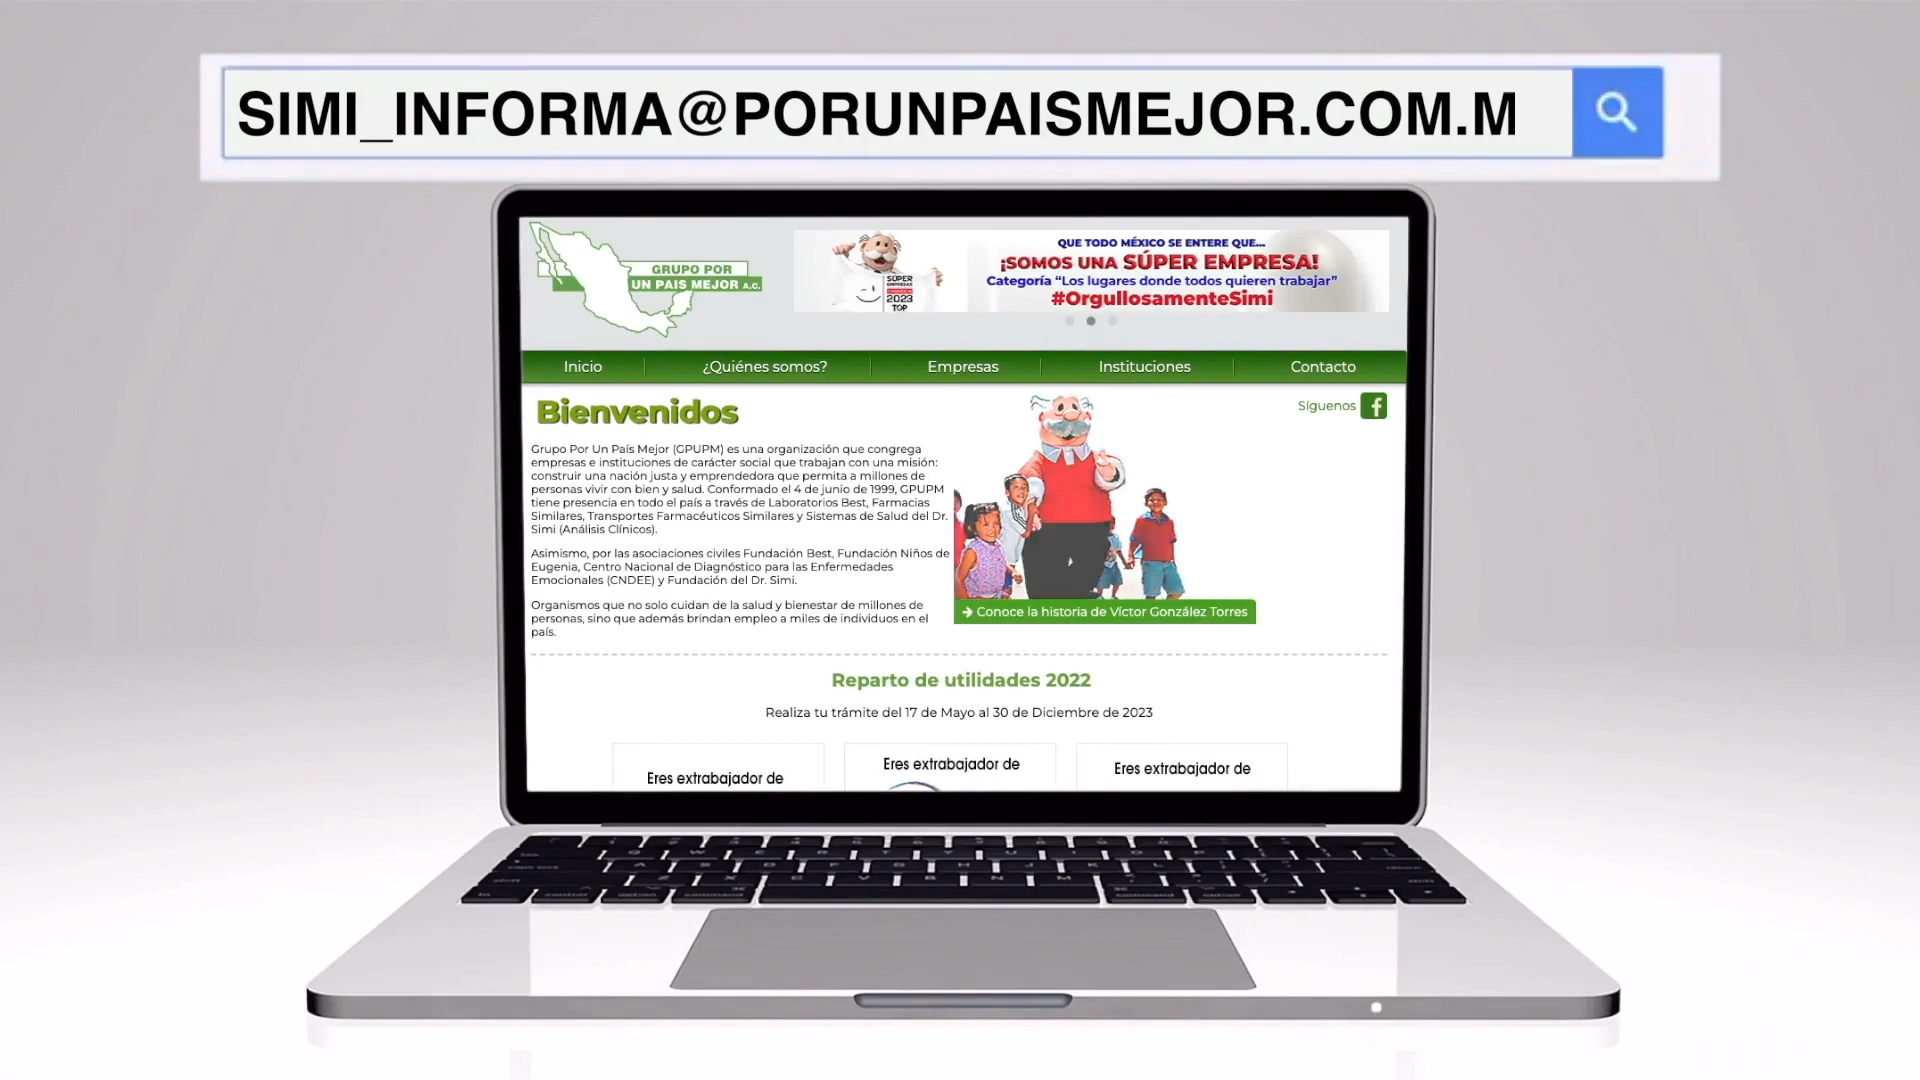 SIMI_INFORMA@PORUNPAISMEJOR.COM.M
GRUPO POR
UN PAIS MEJOR A.C.
QUE TODO MÉXICO SE ENTERE QUE...
¡SOMOS UNA SÚPER EMPRESA!
Categoría “Los lugares donde todos quieren trabajar”
#OrgullosamenteSimi
SÚPER
EMPRESAS
2023
TOP
Inicio
¿Quiénes somos?
Empresas
Instituciones
Contacto
Bienvenidos
Síguenos
Grupo Por Un País Mejor (GPUPM) es una organización que congrega
empresas e instituciones de carácter social que trabajan con una misión:
construir una nación justa y emprendedora que permita a millones de
personas vivir con bien y salud. Conformado el 4 de junio de 1999, GPUPM
tiene presencia en todo el país a través de Laboratorios Best, Farmacias
Similares, Transportes Farmacéuticos Similares y Sistemas de Salud del Dr.
Simi (Análisis Clínicos).
Asimismo, por las asociaciones civiles Fundación Best, Fundación Niños de
Eugenia, Centro Nacional de Diagnóstico para las Enfermedades
Emocionales (CNDEE) y Fundación del Dr. Simi.
Organismos que no solo cuidan de la salud y bienestar de millones de
personas, sino que además brindan empleo a miles de individuos en el
país.
Conoce la historia de Víctor González Torres
Reparto de utilidades 2022
Realiza tu trámite del 17 de Mayo al 30 de Diciembre de 2023
Eres extrabajador de
Eres extrabajador de
Eres extrabajador de